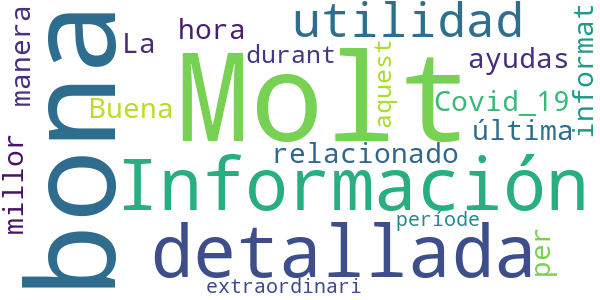 bona
manera
millor
La
hora
utilidad
Buena
durant
Molt
aquest
ayudas
Covid_19
última
informat
relacionado
Información
detallada
període
extraordinari
per